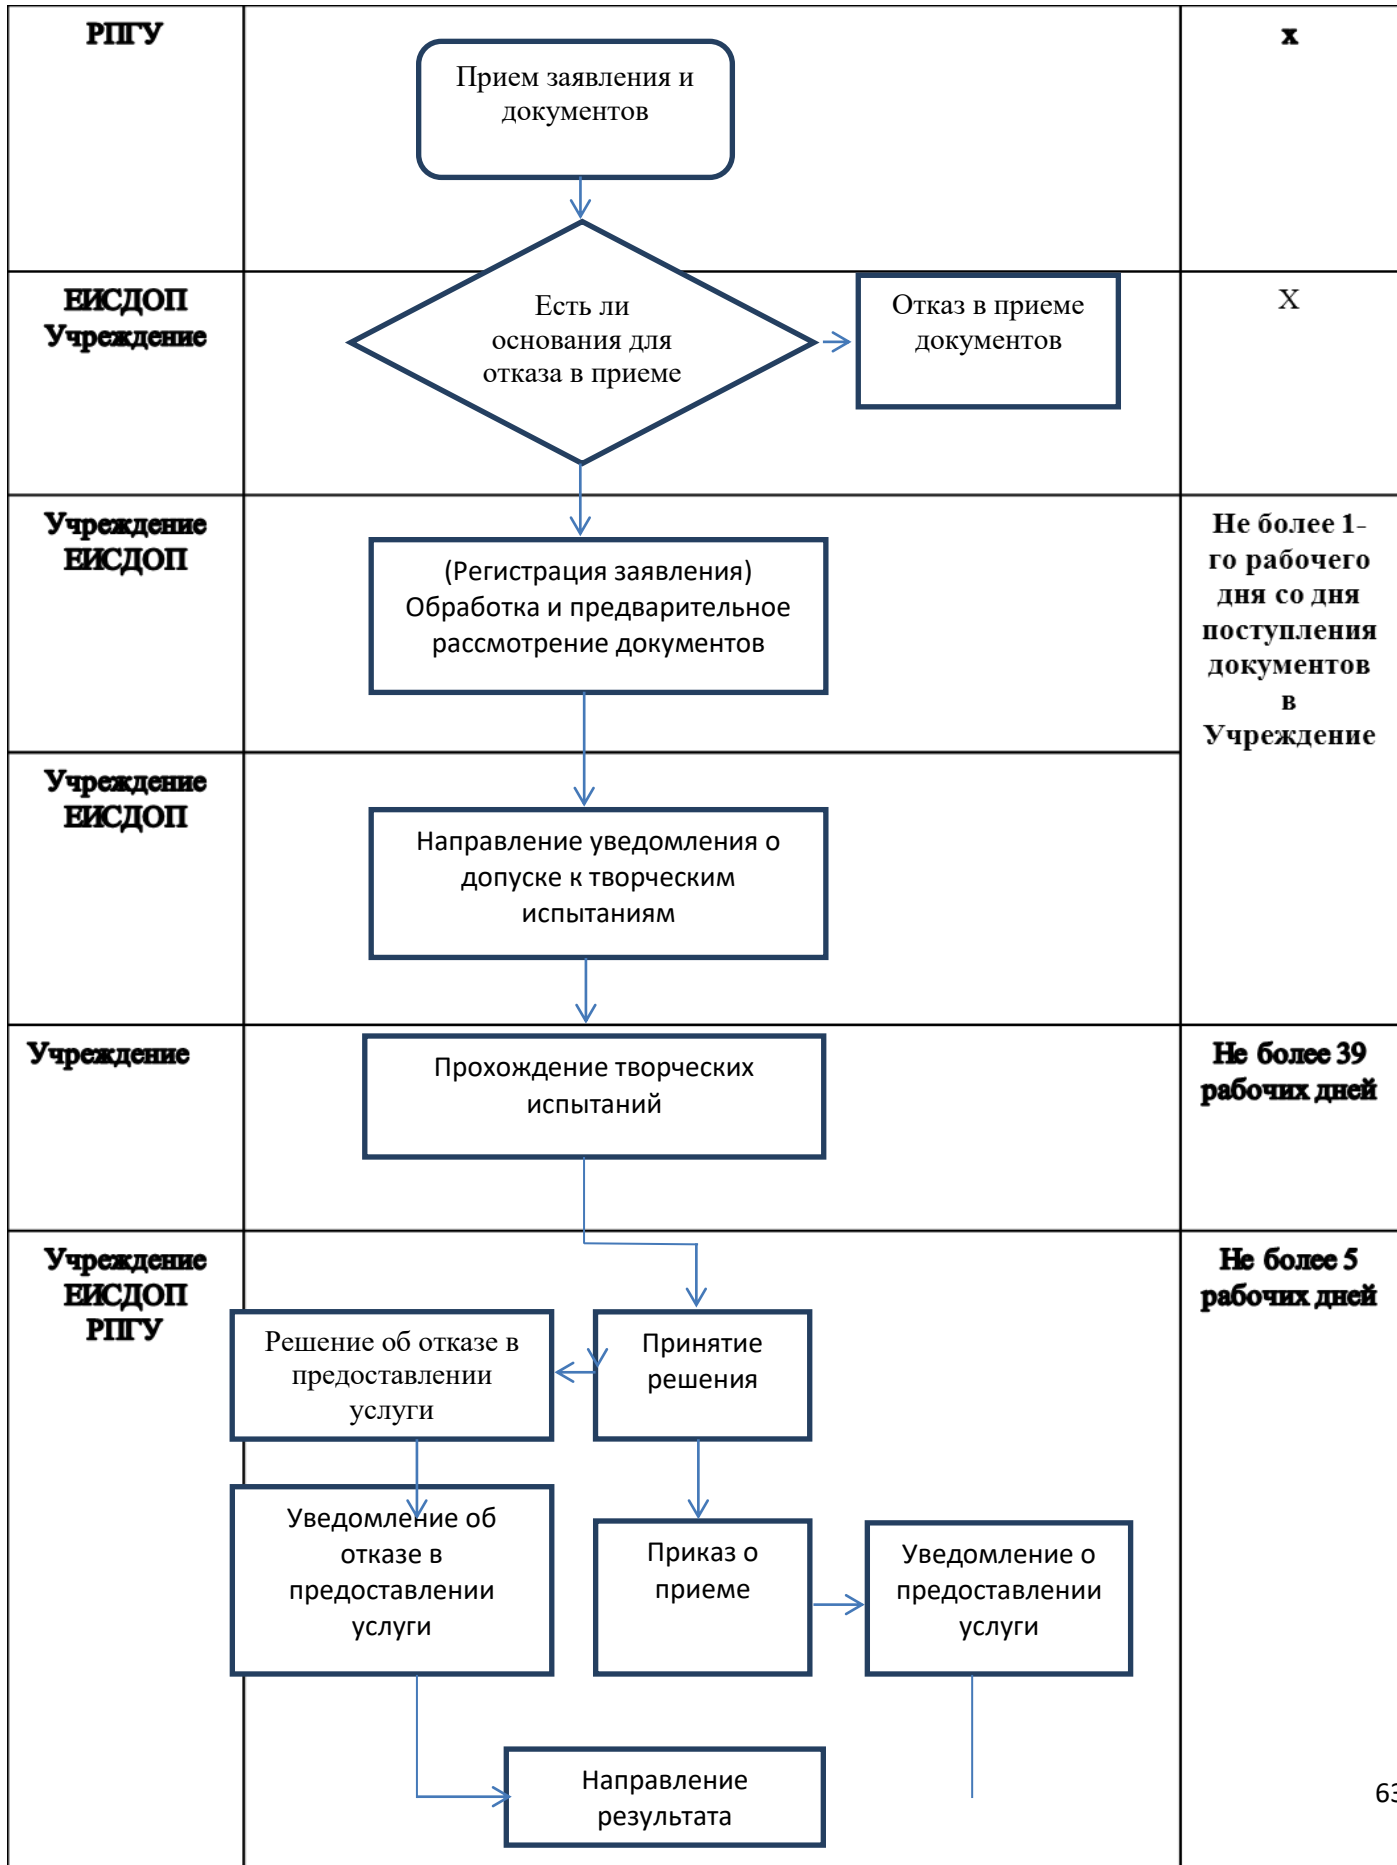 РПГУ
Прием заявления и
документов
х
ЕИСДОП
Учреждение
Есть ли
основания для
отказа в приеме
Отказ в приеме
документов
Х
Учреждение
ЕИСДОП
(Регистрация заявления)
Обработка и предварительное
рассмотрение документов
Не более 1-
го рабочего
дня со дня
поступления
документов
в
Учреждение
Учреждение
ЕИСДОП
Направление уведомления о
допуске к творческим
испытаниям
Учреждение
Прохождение творческих
испытаний
Не более 39
рабочих дней
Учреждение
ЕИСДОП
РПГУ
Не более 5
рабочих дней
Решение об отказе в
предоставлении
услуги
Принятие
решения
Уведомление об
отказе в
предоставлении
услуги
Приказ о
приеме
Уведомление о
предоставлении
услуги
Направление
результата
63